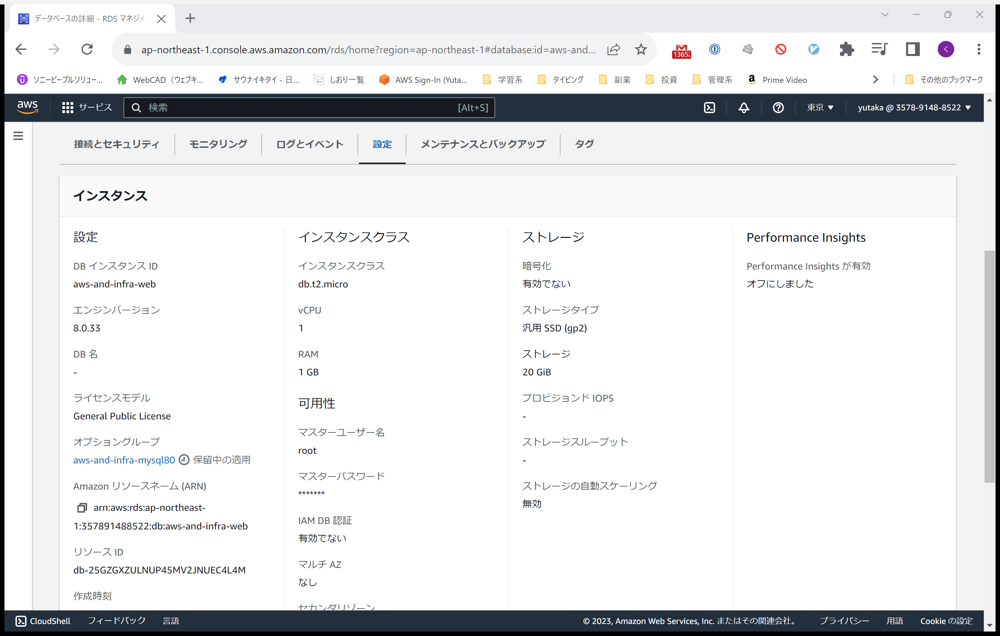 データベースの詳細 - RDS マネジメ
ap-northeast-1.console.aws.amazon.com/rds/home?region=ap-northeast-1#database:id=aws-and...
13652
ソニーピープルソリュー...
WebCAD（ウェブキ...
サウナイキタイ - 日...
しおり一覧
AWS Sign-In (Yuta...
学習系
タイピング
副業
投資
管理系
Prime Video
その他のブックマーク
aws
サービス
検索
[Alt+S]
東京
yutaka @ 3578-9148-8522
接続とセキュリティ
モニタリング
ログとイベント
設定
メンテナンスとバックアップ
タグ
インスタンス
設定
DB インスタンス ID
aws-and-infra-web
エンジンバージョン
8.0.33
DB 名
-
ライセンスモデル
General Public License
オプショングループ
aws-and-infra-mysql80 保留中の適用
Amazon リソースネーム (ARN)
arn:aws:rds:ap-northeast-
1:357891488522:db:aws-and-infra-web
リソース ID
db-25GZGXZULNUP45MV2JNUEC4L4M
作成時刻
インスタンスクラス
インスタンスクラス
db.t2.micro
vCPU
1
RAM
1 GB
可用性
マスターユーザー名
root
マスターパスワード
*******
IAM DB 認証
有効でない
マルチ AZ
なし
セカンダリゾーン
ストレージ
暗号化
有効でない
ストレージタイプ
汎用 SSD (gp2)
ストレージ
20 GiB
プロビジョンド IOPS
-
ストレージスループット
-
ストレージの自動スケーリング
無効
Performance Insights
Performance Insights が有効
オフにしました
CloudShell
フィードバック
言語
© 2023, Amazon Web Services, Inc. またはその関連会社。
プライバシー
用語
Cookie の設定